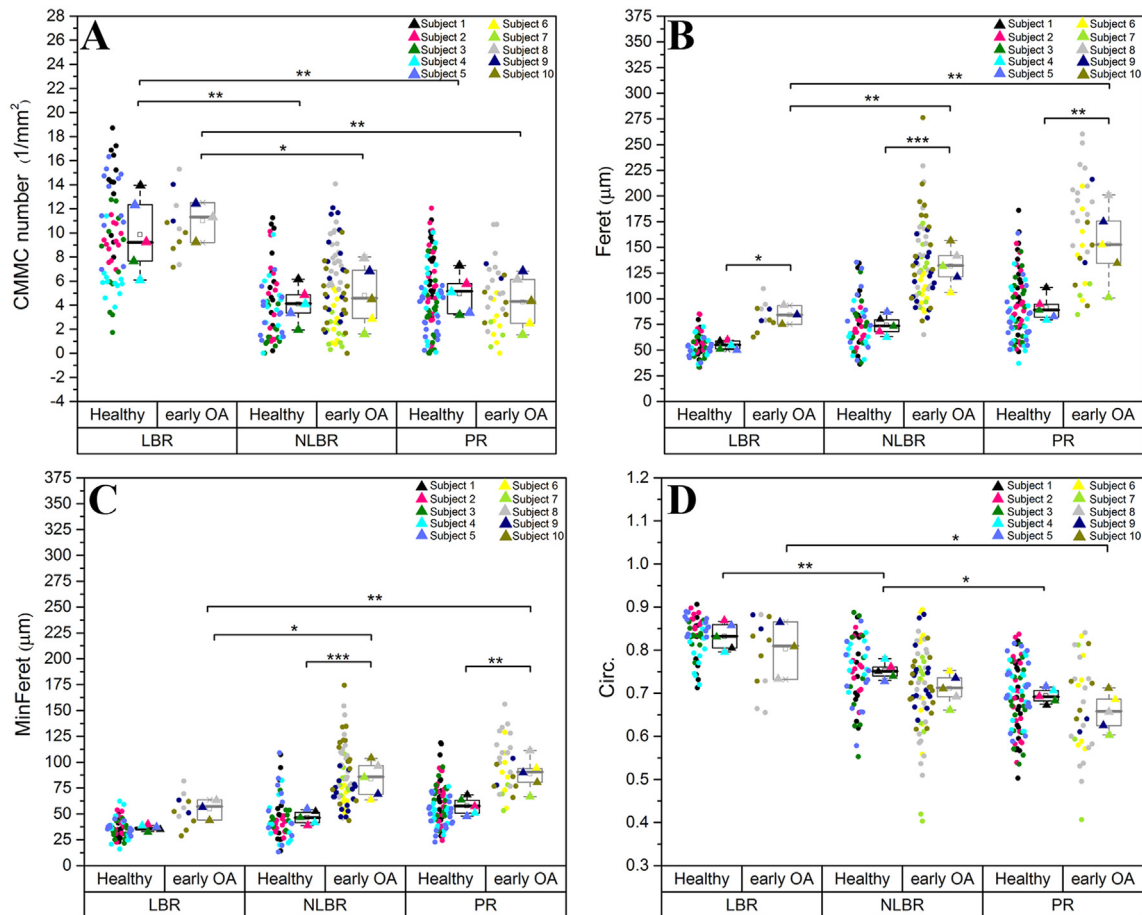 A
CMMC number (1/mm²)
28
26
24
22
20
18
16
14
12
10
8
6
4
2
0
-2
-4
Subject 1
Subject 2
Subject 3
Subject 4
Subject 5
Subject 6
Subject 7
Subject 8
Subject 9
Subject 10
**
**
**
*
Healthy early OA Healthy early OA Healthy early OA
LBR NLBR PR
B
Feret (μm)
375
350
325
300
275
250
225
200
175
150
125
100
75
50
25
0
Subject 1
Subject 2
Subject 3
Subject 4
Subject 5
Subject 6
Subject 7
Subject 8
Subject 9
Subject 10
**
**
**
***
*
Healthy early OA Healthy early OA Healthy early OA
LBR NLBR PR
C
MinFeret (μm)
375
350
325
300
275
250
225
200
175
150
125
100
75
50
25
0
Subject 1
Subject 2
Subject 3
Subject 4
Subject 5
Subject 6
Subject 7
Subject 8
Subject 9
Subject 10
**
*
***
**
Healthy early OA Healthy early OA Healthy early OA
LBR NLBR PR
D
Circ.
1.2
1.1
1.0
0.9
0.8
0.7
0.6
0.5
0.4
0.3
Subject 1
Subject 2
Subject 3
Subject 4
Subject 5
Subject 6
Subject 7
Subject 8
Subject 9
Subject 10
*
**
*
Healthy early OA Healthy early OA Healthy early OA
LBR NLBR PR